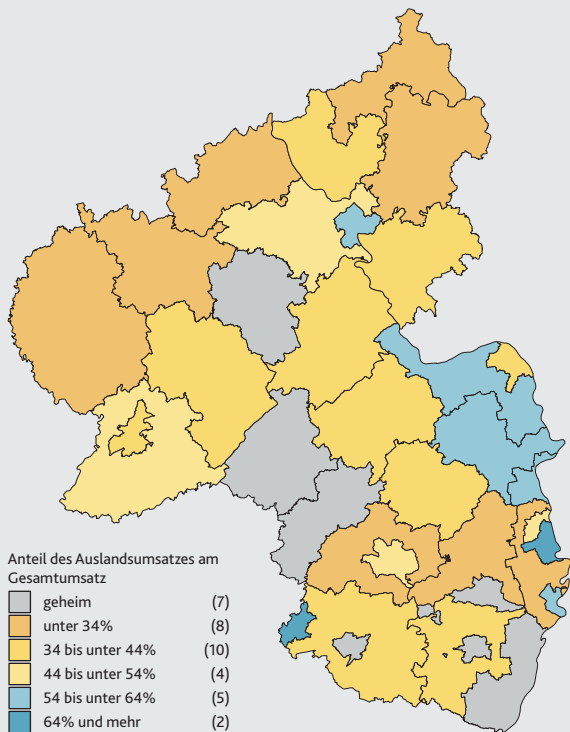 Anteil des Auslandsumsatzes am
Gesamtumsatz
geheim (7)
unter 34% (8)
34 bis unter 44% (10)
44 bis unter 54% (4)
54 bis unter 64% (5)
64% und mehr (2)